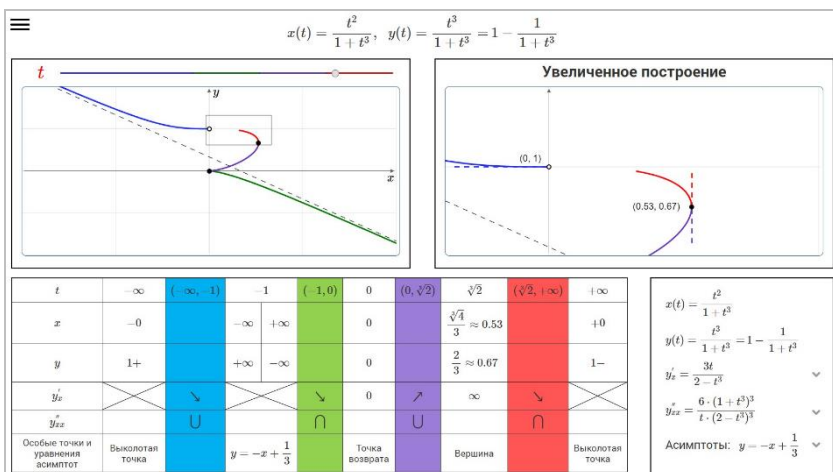 x(t) = t²/(1 + t³), y(t) = t³/(1 + t³) = 1 − 1/(1 + t³)
t
y
x
Увеличенное построение
(0, 1)
(0.53, 0.67)
t −∞ (−∞, −1) −1 (−1, 0) 0 (0, ∛2) ∛2 (∛2, +∞) +∞
x −0 −∞ +∞ 0 ∛4/3 ≈ 0.53 +0
y 1+ +∞ −∞ 0 2/3 ≈ 0.67 1−
y′ₓ ↘ ↘ 0 ↗ ∞ ↘
y″ₓₓ ∪ ∩ ∪ ∩
Особые точки и
уравнения
асимптот
Выколотая
точка
y = −x + 1/3
Точка
возврата
Вершина
Выколотая
точка
x(t) = t²/(1 + t³)
y(t) = t³/(1 + t³) = 1 − 1/(1 + t³)
y′ₓ = 3t/(2 − t³)
y″ₓₓ = 6 · (1 + t³)³/(t · (2 − t³)³)
Асимптоты: y = −x + 1/3